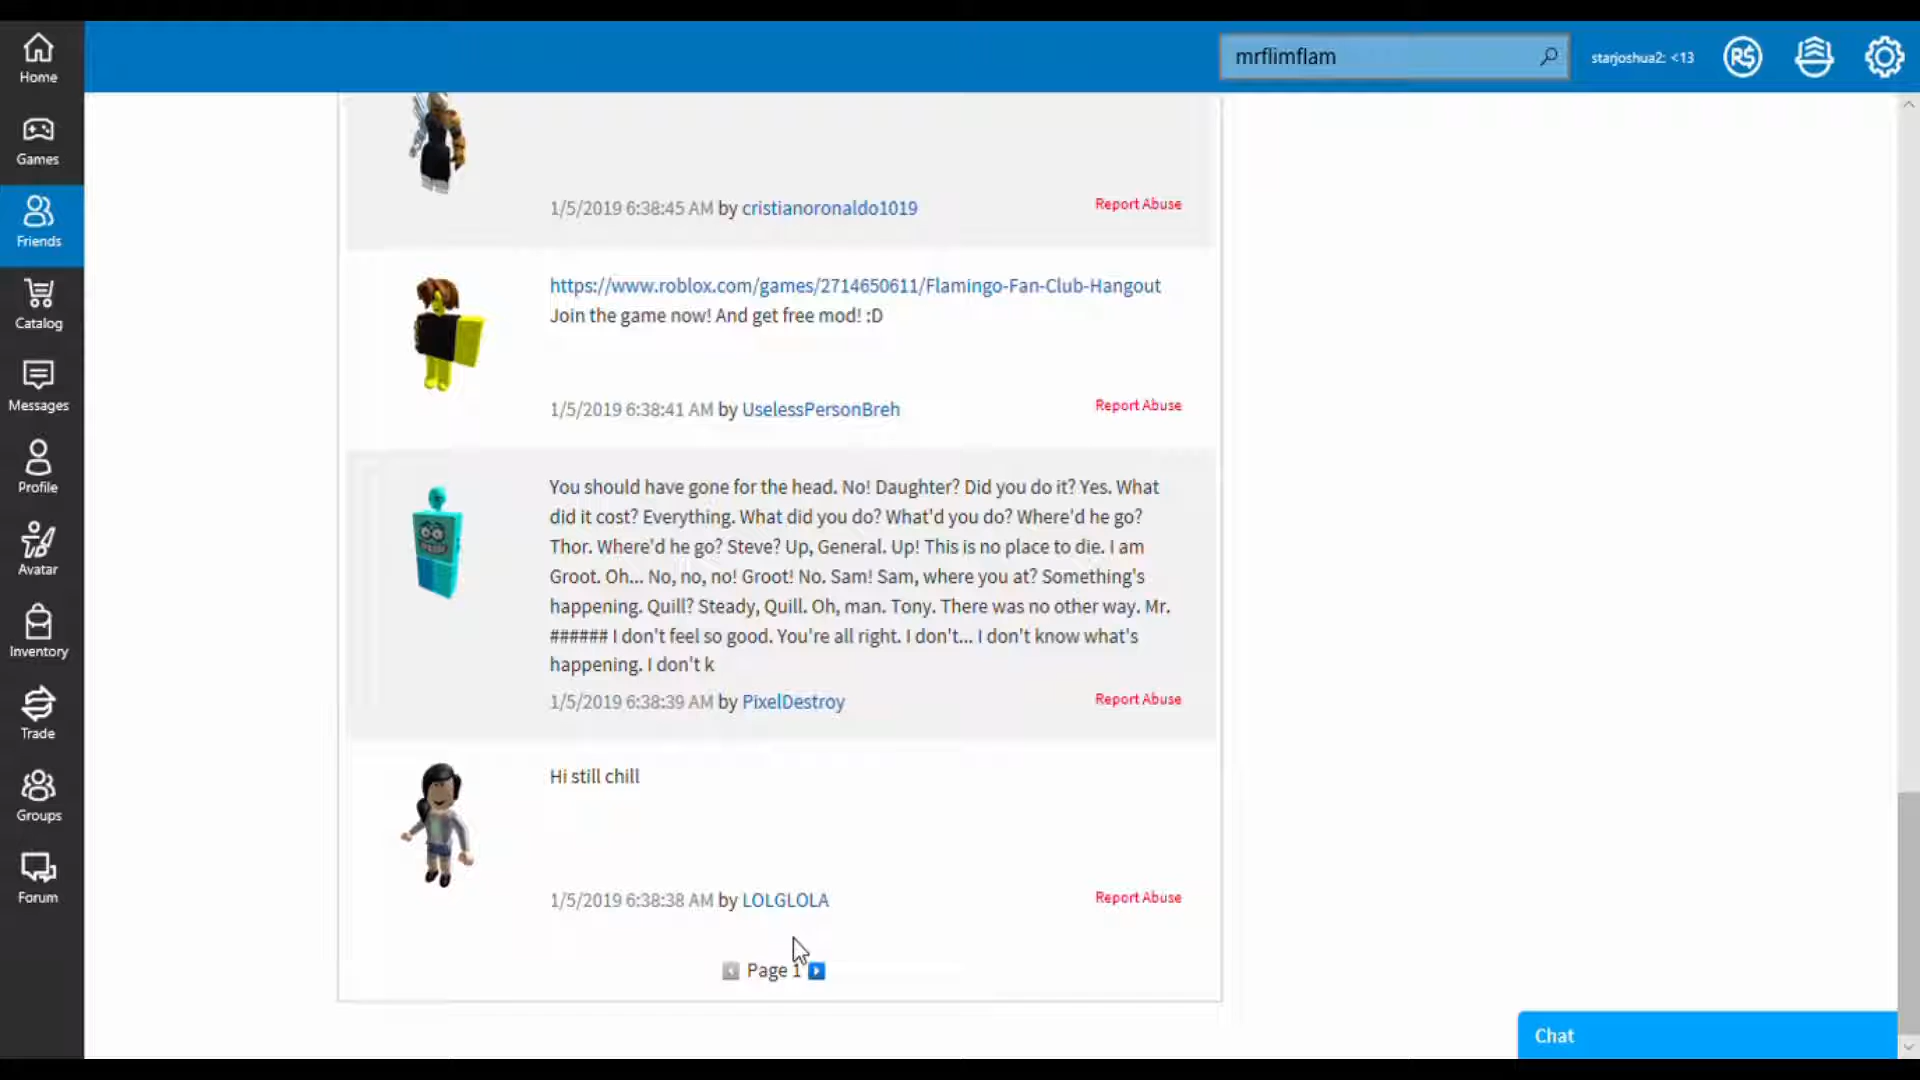 mrflimflam
starjoshua2: <13
R$
Home
Games
Friends
Catalog
Messages
Profile
Avatar
Inventory
Trade
Groups
Forum
1/5/2019 6:38:45 AM by cristianoronaldo1019
Report Abuse
https://www.roblox.com/games/2714650611/Flamingo-Fan-Club-Hangout
Join the game now! And get free mod! :D
1/5/2019 6:38:41 AM by UselessPersonBreh
Report Abuse
You should have gone for the head. No! Daughter? Did you do it? Yes. What
did it cost? Everything. What did you do? What'd you do? Where'd he go?
Thor. Where'd he go? Steve? Up, General. Up! This is no place to die. I am
Groot. Oh... No, no, no! Groot! No. Sam! Sam, where you at? Something's
happening. Quill? Steady, Quill. Oh, man. Tony. There was no other way. Mr.
###### I don't feel so good. You're all right. I don't... I don't know what's
happening. I don't k
1/5/2019 6:38:39 AM by PixelDestroy
Report Abuse
Hi still chill
1/5/2019 6:38:38 AM by LOLGLOLA
Report Abuse
Page 1
Chat